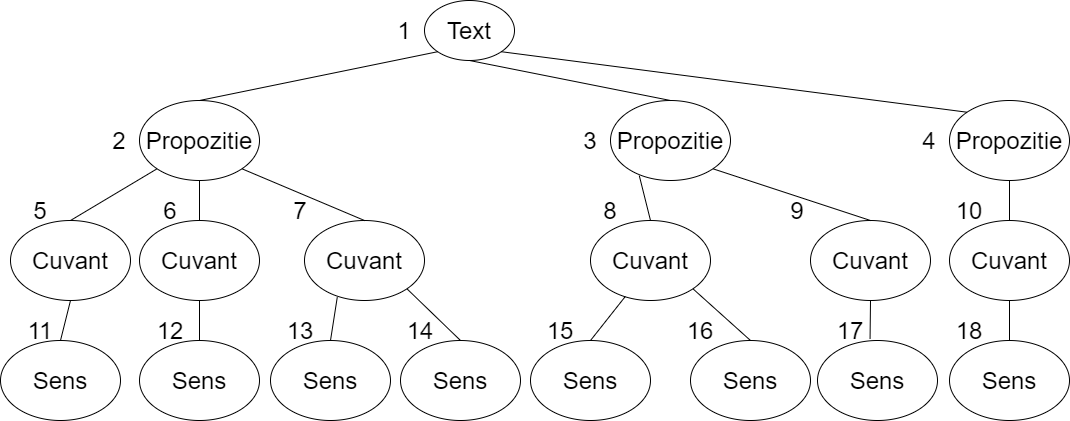 1 Text
2 Propozitie 3 Propozitie 4 Propozitie
5 6 7 8 9 10
Cuvant Cuvant Cuvant Cuvant Cuvant Cuvant
11 12 13 14 15 16 17 18
Sens Sens Sens Sens Sens Sens Sens Sens